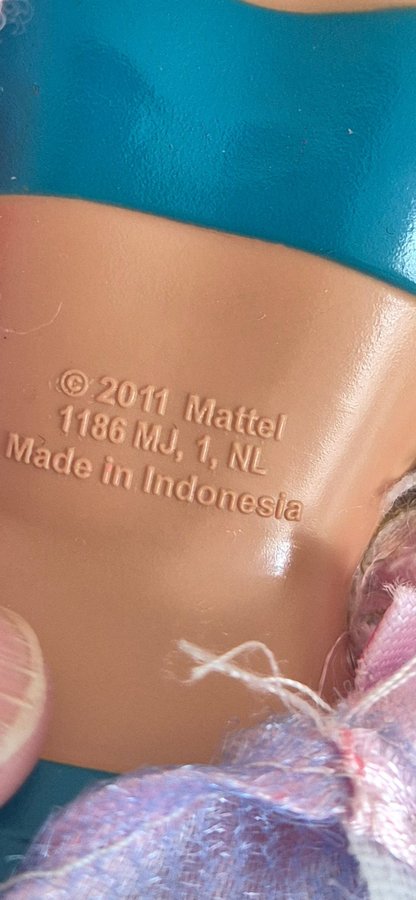 © 2011 Mattel
1186 MJ, 1, NL
Made in Indonesia